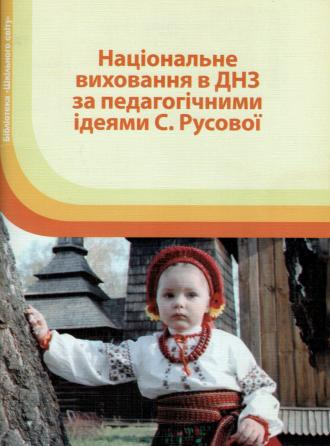 Бібліотека «Шкільного світу»
Національне
виховання в ДНЗ
за педагогічними
ідеями С. Русової